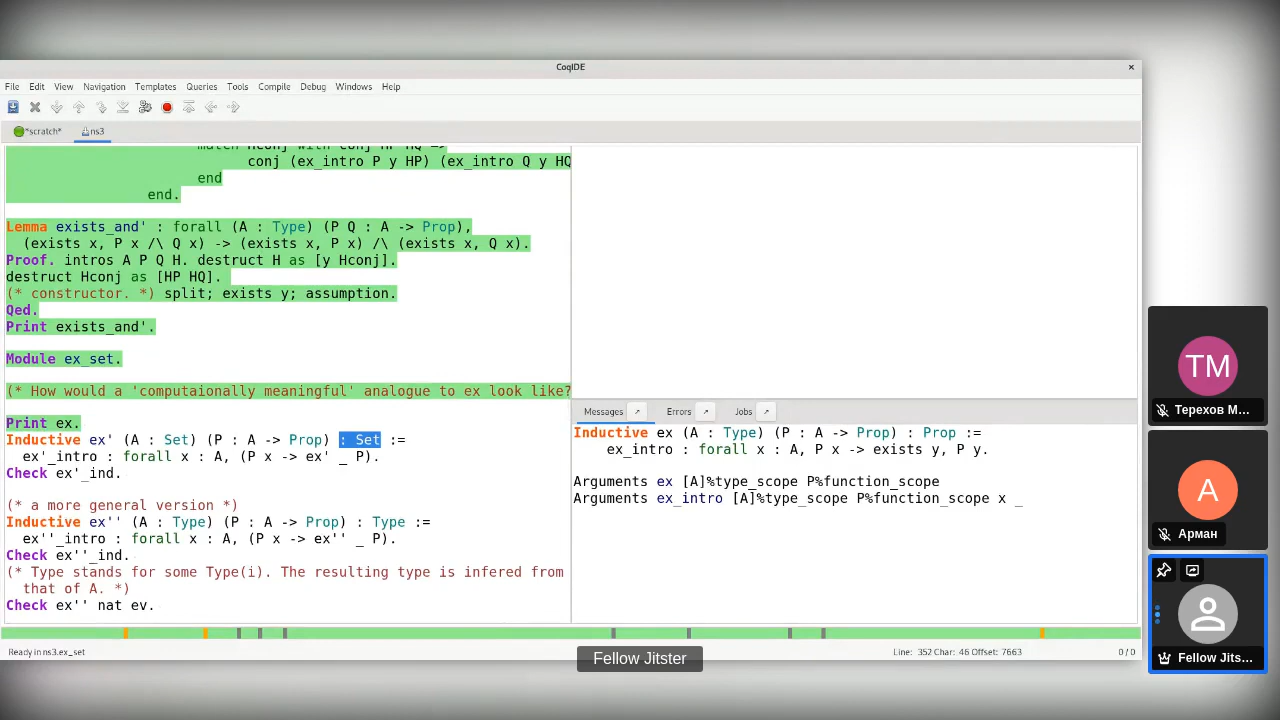 CoqIDE
File Edit View Navigation Templates Queries Tools Compile Debug Windows Help
*scratch* ns3
match Hconj with conj HP HQ =>
conj (ex_intro P y HP) (ex_intro Q y HQ
end
end.
Lemma exists_and' : forall (A : Type) (P Q : A -> Prop),
(exists x, P x /\ Q x) -> (exists x, P x) /\ (exists x, Q x).
Proof. intros A P Q H. destruct H as [y Hconj].
destruct Hconj as [HP HQ].
(* constructor. *) split; exists y; assumption.
Qed.
Print exists_and'.
Module ex_set.
(* How would a 'computaionally meaningful' analogue to ex look like?
Print ex.
Inductive ex' (A : Set) (P : A -> Prop) : Set :=
ex'_intro : forall x : A, (P x -> ex' _ P).
Check ex'_ind.
(* a more general version *)
Inductive ex'' (A : Type) (P : A -> Prop) : Type :=
ex''_intro : forall x : A, (P x -> ex'' _ P).
Check ex''_ind.
(* Type stands for some Type(i). The resulting type is infered from
that of A. *)
Check ex'' nat ev.
Messages Errors Jobs
Inductive ex (A : Type) (P : A -> Prop) : Prop :=
ex_intro : forall x : A, P x -> exists y, P y.
Arguments ex [A]%type_scope P%function_scope
Arguments ex_intro [A]%type_scope P%function_scope x _
Ready in ns3.ex_set
Line: 352 Char: 46 Offset: 7663
0 / 0
Fellow Jitster
TM
Терехов М...
A
Арман
Fellow Jits...